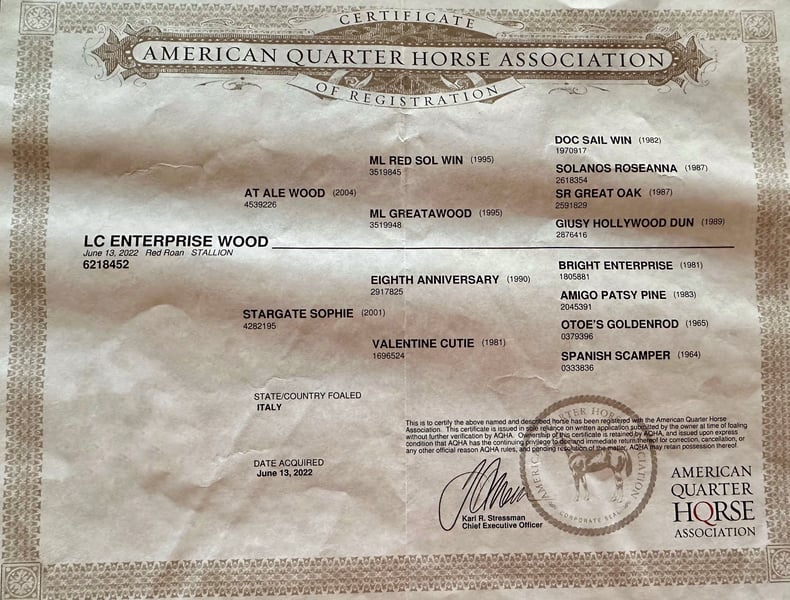 CERTIFICATE
AMERICAN QUARTER HORSE ASSOCIATION
OF REGISTRATION
DOC SAIL WIN (1982)
1970917
ML RED SOL WIN (1995)
3519845
SOLANOS ROSEANNA (1987)
2618354
AT ALE WOOD (2004)
4539226
SR GREAT OAK (1987)
2591829
ML GREATAWOOD (1995)
3519948
GIUSY HOLLYWOOD DUN (1989)
2876416
LC ENTERPRISE WOOD
June 13, 2022 Red Roan STALLION
6218452
BRIGHT ENTERPRISE (1981)
1805881
EIGHTH ANNIVERSARY (1990)
2917825
AMIGO PATSY PINE (1983)
2045391
STARGATE SOPHIE (2001)
4282195
OTOE'S GOLDENROD (1965)
0379396
VALENTINE CUTIE (1981)
1696524
SPANISH SCAMPER (1964)
0333836
STATE/COUNTRY FOALED
ITALY
DATE ACQUIRED
June 13, 2022
This is to certify the above named and described horse has been registered with the American Quarter Horse
Association. This certificate is issued in sole reliance on written application submitted by the owner at time of foaling
without further verification by AQHA. Ownership of this certificate is retained by AQHA, and issued upon express
condition that AQHA has the continuing privilege to demand immediate return thereof for correction, cancellation, or
any other official reason AQHA rules, and pending resolution of the matter, AQHA may retain possession thereof.
Karl R. Stressman
Chief Executive Officer
AMERICAN QUARTER HORSE ASSOCIATION
CORPORATE SEAL
AMERICAN
QUARTER
HORSE
ASSOCIATION